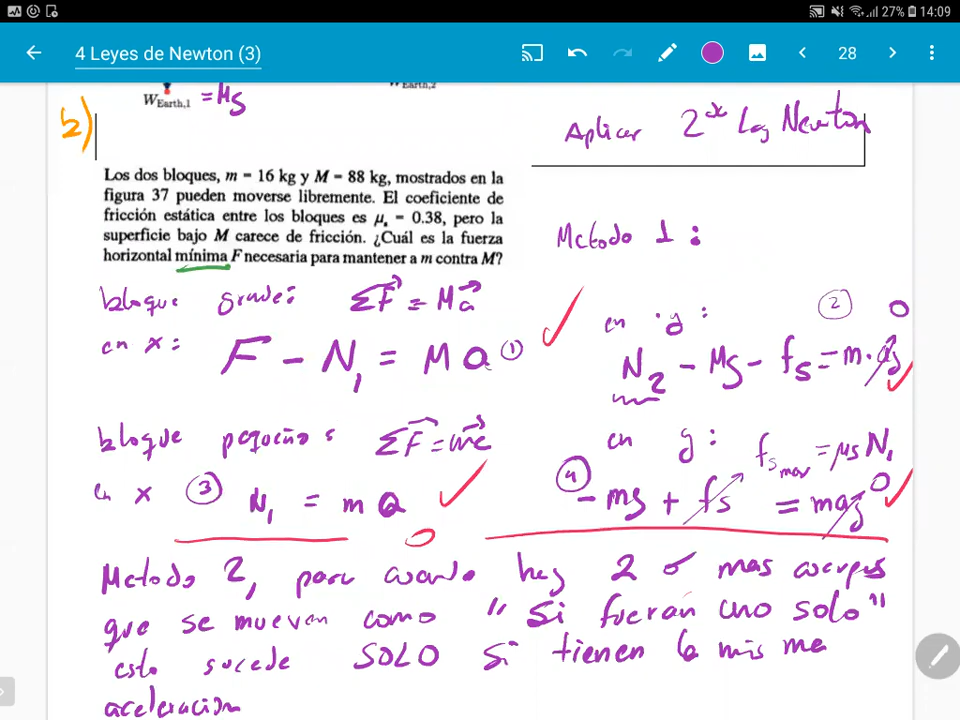 27% 14:09
4 Leyes de Newton (3)
28
W Earth,1 = Mg
W Earth,2
b)
Aplicar 2da Ley Newton
Los dos bloques, m = 16 kg y M = 88 kg, mostrados en la
figura 37 pueden moverse libremente. El coeficiente de
fricción estática entre los bloques es μs = 0.38, pero la
superficie bajo M carece de fricción. ¿Cuál es la fuerza
horizontal mínima F necesaria para mantener a m contra M?
Metodo 1:
bloque grande: ΣF = Ma
en x: F - N1 = Ma (1)
en y: (2) 0
N2 - Mg - fs = m·ay
bloque pequeño: ΣF = ma
en x (3) N1 = ma
en y: fs max = μs N1
(4) - mg + fs = may 0
0
Metodo 2, para cuando hay 2 o mas cuerpos
que se mueven como "si fueran uno solo"
esto sucede SOLO si tienen la misma
aceleracion